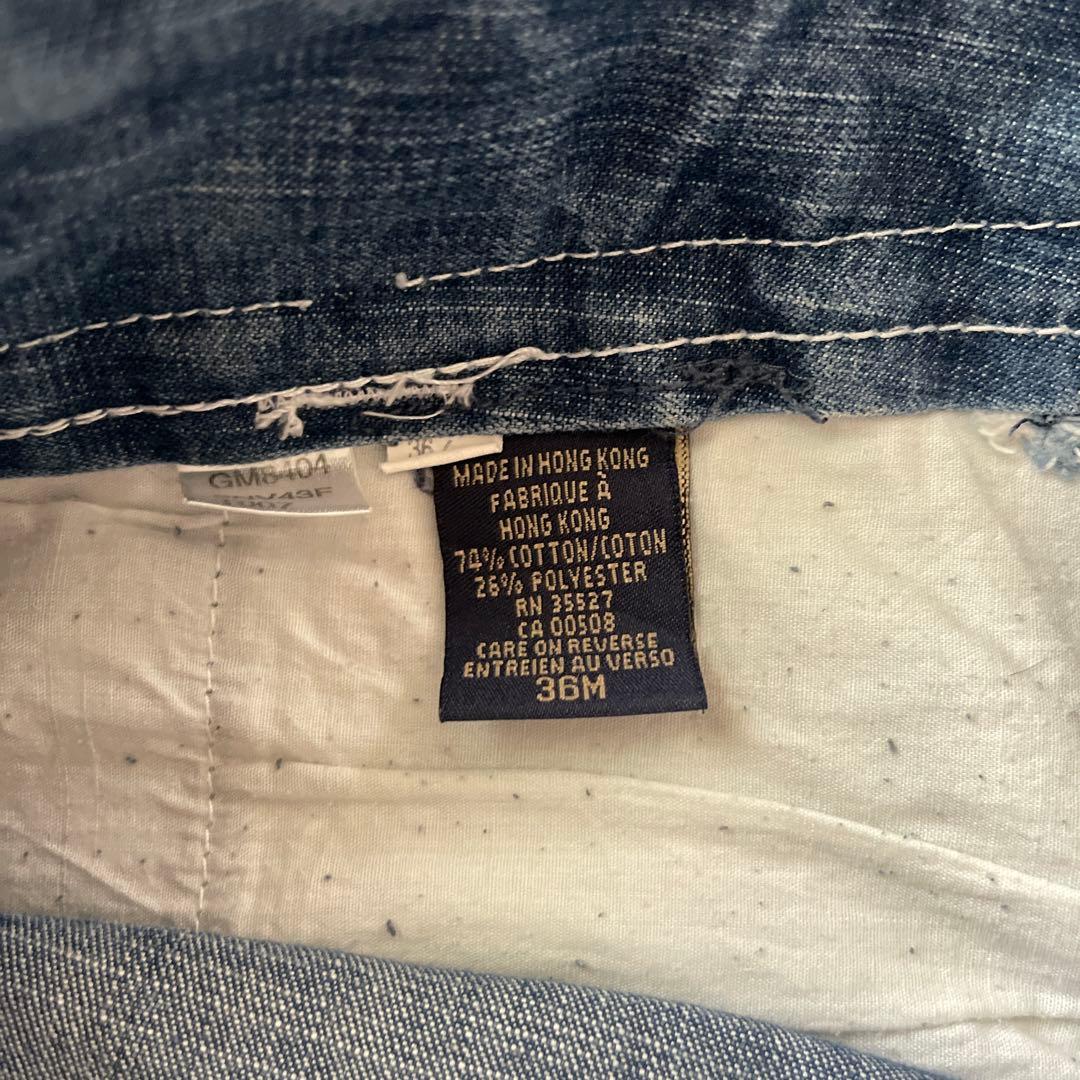 GM8404
MADE IN HONG KONG
FABRIQUE À
HONG KONG
74% COTTON/COTON
26% POLYESTER
RN 35527
CA 00508
CARE ON REVERSE
ENTREIEN AU VERSO
36M